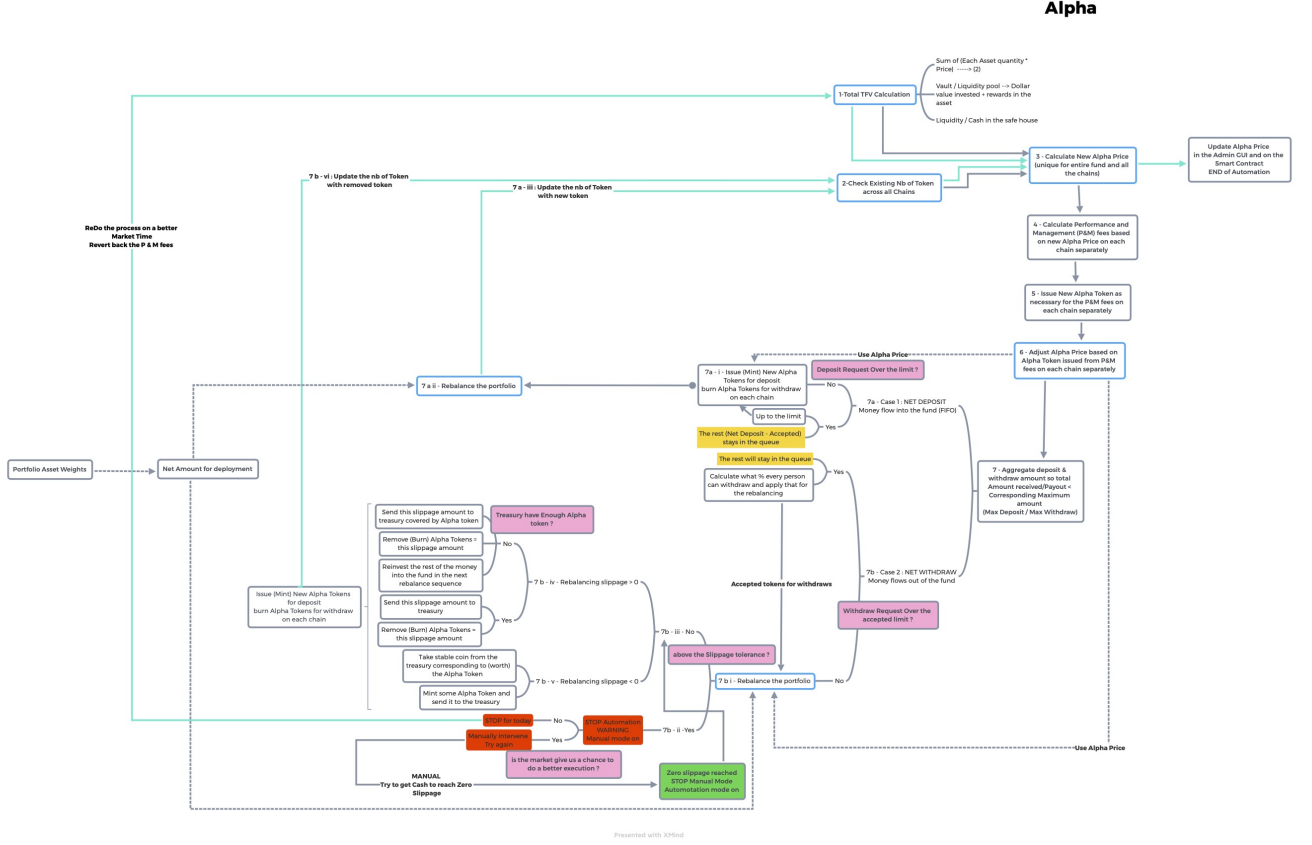 Alpha
Sum of (Each Asset quantity *
Price)  -----> (2)
Vault / Liquidity pool --> Dollar
value invested + rewards in the
asset
Liquidity / Cash in the safe house
1-Total TFV Calculation
3 - Calculate New Alpha Price
(unique for entire fund and all
the chains)
Update Alpha Price
in the Admin GUI and on the
Smart Contract
END of Automation
7 b - vi : Update the nb of Token
with removed token
7 a - iii : Update the nb of Token
with new token
2-Check Existing Nb of Token
across all Chains
ReDo the process on a better
Market Time
Revert back the P & M fees
4 - Calculate Performance and
Management (P&M) fees based
on new Alpha Price on each
chain separately
5 - Issue New Alpha Token as
necessary for the P&M fees on
each chain separately
6 - Adjust Alpha Price based on
Alpha Token issued from P&M
fees on each chain separately
Use Alpha Price
Deposit Request Over the limit ?
7a - i - Issue (Mint) New Alpha
Tokens for deposit
burn Alpha Tokens for withdraw
on each chain
7 a ii - Rebalance the portfolio
No
Up to the limit
Yes
The rest (Net Deposit - Accepted)
stays in the queue
7a - Case 1 : NET DEPOSIT
Money flow into the fund (FIFO)
The rest will stay in the queue
Yes
Calculate what % every person
can withdraw and apply that for
the rebalancing
Portfolio Asset Weights
Net Amount for deployment
7 - Aggregate deposit &
withdraw amount so total
Amount received/Payout <
Corresponding Maximum
amount
(Max Deposit / Max Withdraw)
Send this slippage amount to
treasury covered by Alpha token
Treasury have Enough Alpha
token ?
Remove (Burn) Alpha Tokens =
this slippage amount
No
Reinvest the rest of the money
into the fund in the next
rebalance sequence
7 b - iv - Rebalancing slippage > 0
Accepted tokens for withdraws
7b - Case 2 : NET WITHDRAW
Money flows out of the fund
Issue (Mint) New Alpha Tokens
for deposit
burn Alpha Tokens for withdraw
on each chain
Send this slippage amount to
treasury
Yes
Remove (Burn) Alpha Tokens =
this slippage amount
Withdraw Request Over the
accepted limit ?
7b - iii - No
above the Slippage tolerance ?
Take stable coin from the
treasury corresponding to (worth)
the Alpha Token
7 b - v - Rebalancing slippage < 0
Mint some Alpha Token and
send it to the treasury
7 b i - Rebalance the portfolio
No
STOP for today
No
STOP Automation
WARNING
Manual mode on
7b - ii -Yes
Manually Intervene
Try again
Yes
is the market give us a chance to
do a better execution ?
Use Alpha Price
MANUAL
Try to get Cash to reach Zero
Slippage
Zero slippage reached
STOP Manual Mode
Automotation mode on
Presented with XMind